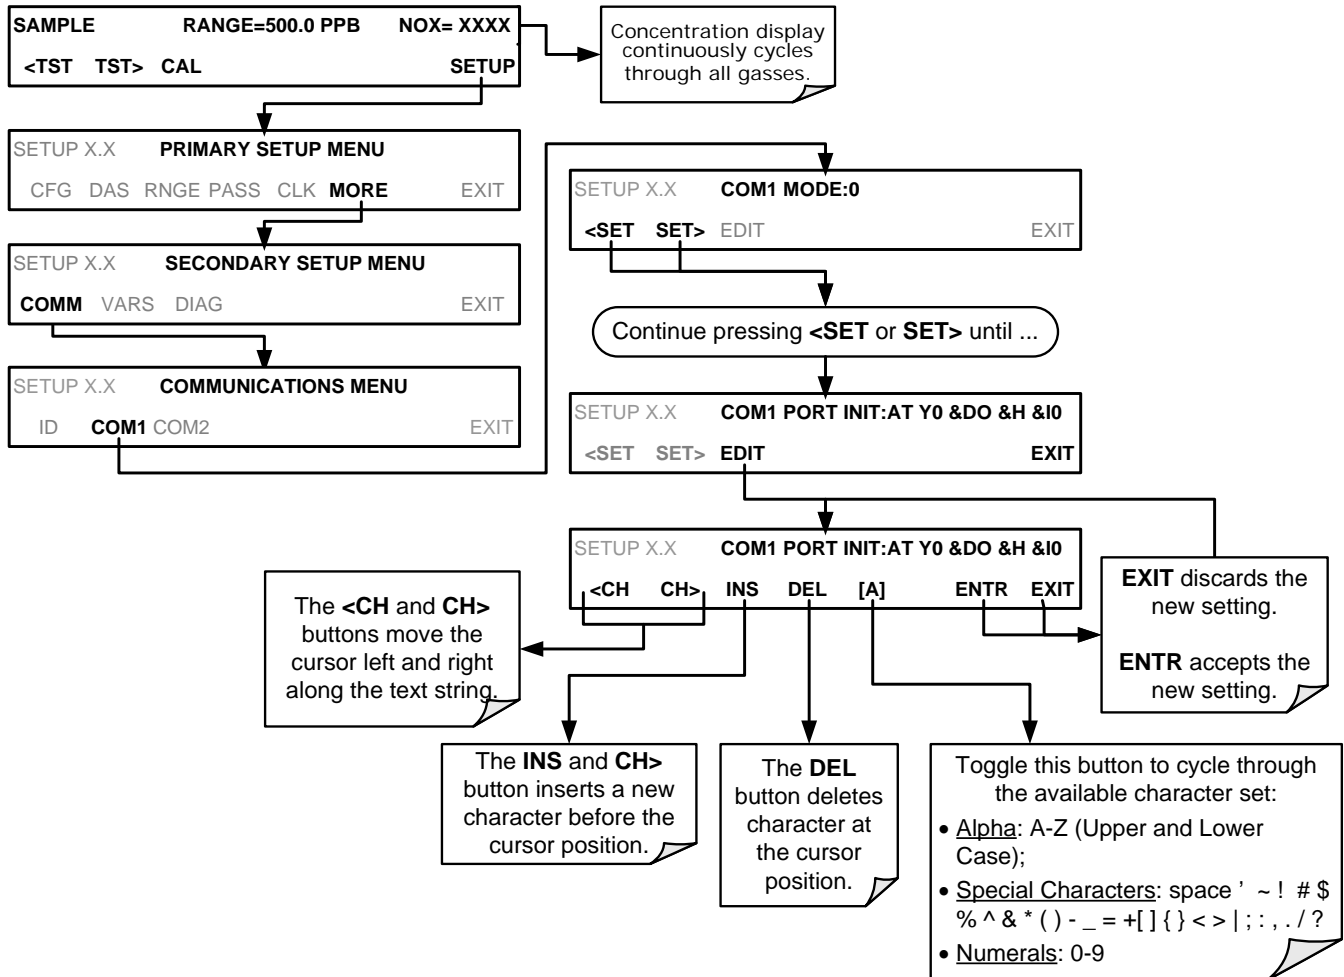 SAMPLE RANGE=500.0 PPB NOX= XXXX
<TST TST> CAL SETUP
Concentration display
continuously cycles
through all gasses.
SETUP X.X PRIMARY SETUP MENU
CFG DAS RNGE PASS CLK MORE EXIT
SETUP X.X SECONDARY SETUP MENU
COMM VARS DIAG EXIT
SETUP X.X COMMUNICATIONS MENU
ID COM1 COM2 EXIT
SETUP X.X COM1 MODE:0
<SET SET> EDIT EXIT
Continue pressing <SET or SET> until ...
SETUP X.X COM1 PORT INIT:AT Y0 &DO &H &I0
<SET SET> EDIT EXIT
SETUP X.X COM1 PORT INIT:AT Y0 &DO &H &I0
<CH CH> INS DEL [A] ENTR EXIT
The <CH and CH>
buttons move the
cursor left and right
along the text string.
EXIT discards the
new setting.
ENTR accepts the
new setting.
The INS and CH>
button inserts a new
character before the
cursor position.
The DEL
button deletes
character at
the cursor
position.
Toggle this button to cycle through
the available character set:
• Alpha: A-Z (Upper and Lower
Case);
• Special Characters: space ' ~ ! # $
% ^ & * ( ) - _ = +[ ] { } < > | ; : , . / ?
• Numerals: 0-9